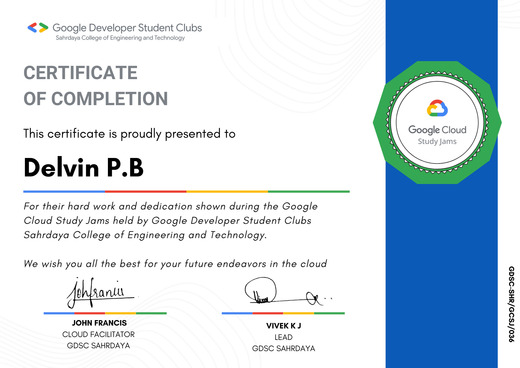 Google Developer Student Clubs
Sahrdaya College of Engineering and Technology
CERTIFICATE
OF COMPLETION
This certificate is proudly presented to
Delvin P.B
For their hard work and dedication shown during the Google
Cloud Study Jams held by Google Developer Student Clubs
Sahrdaya College of Engineering and Technology.
We wish you all the best for your future endeavors in the cloud
johfrancis
JOHN FRANCIS
CLOUD FACILITATOR
GDSC SAHRDAYA
VIVEK K J
LEAD
GDSC SAHRDAYA
Google Cloud
Study Jams
GDSC-SHR/GCSJ/036